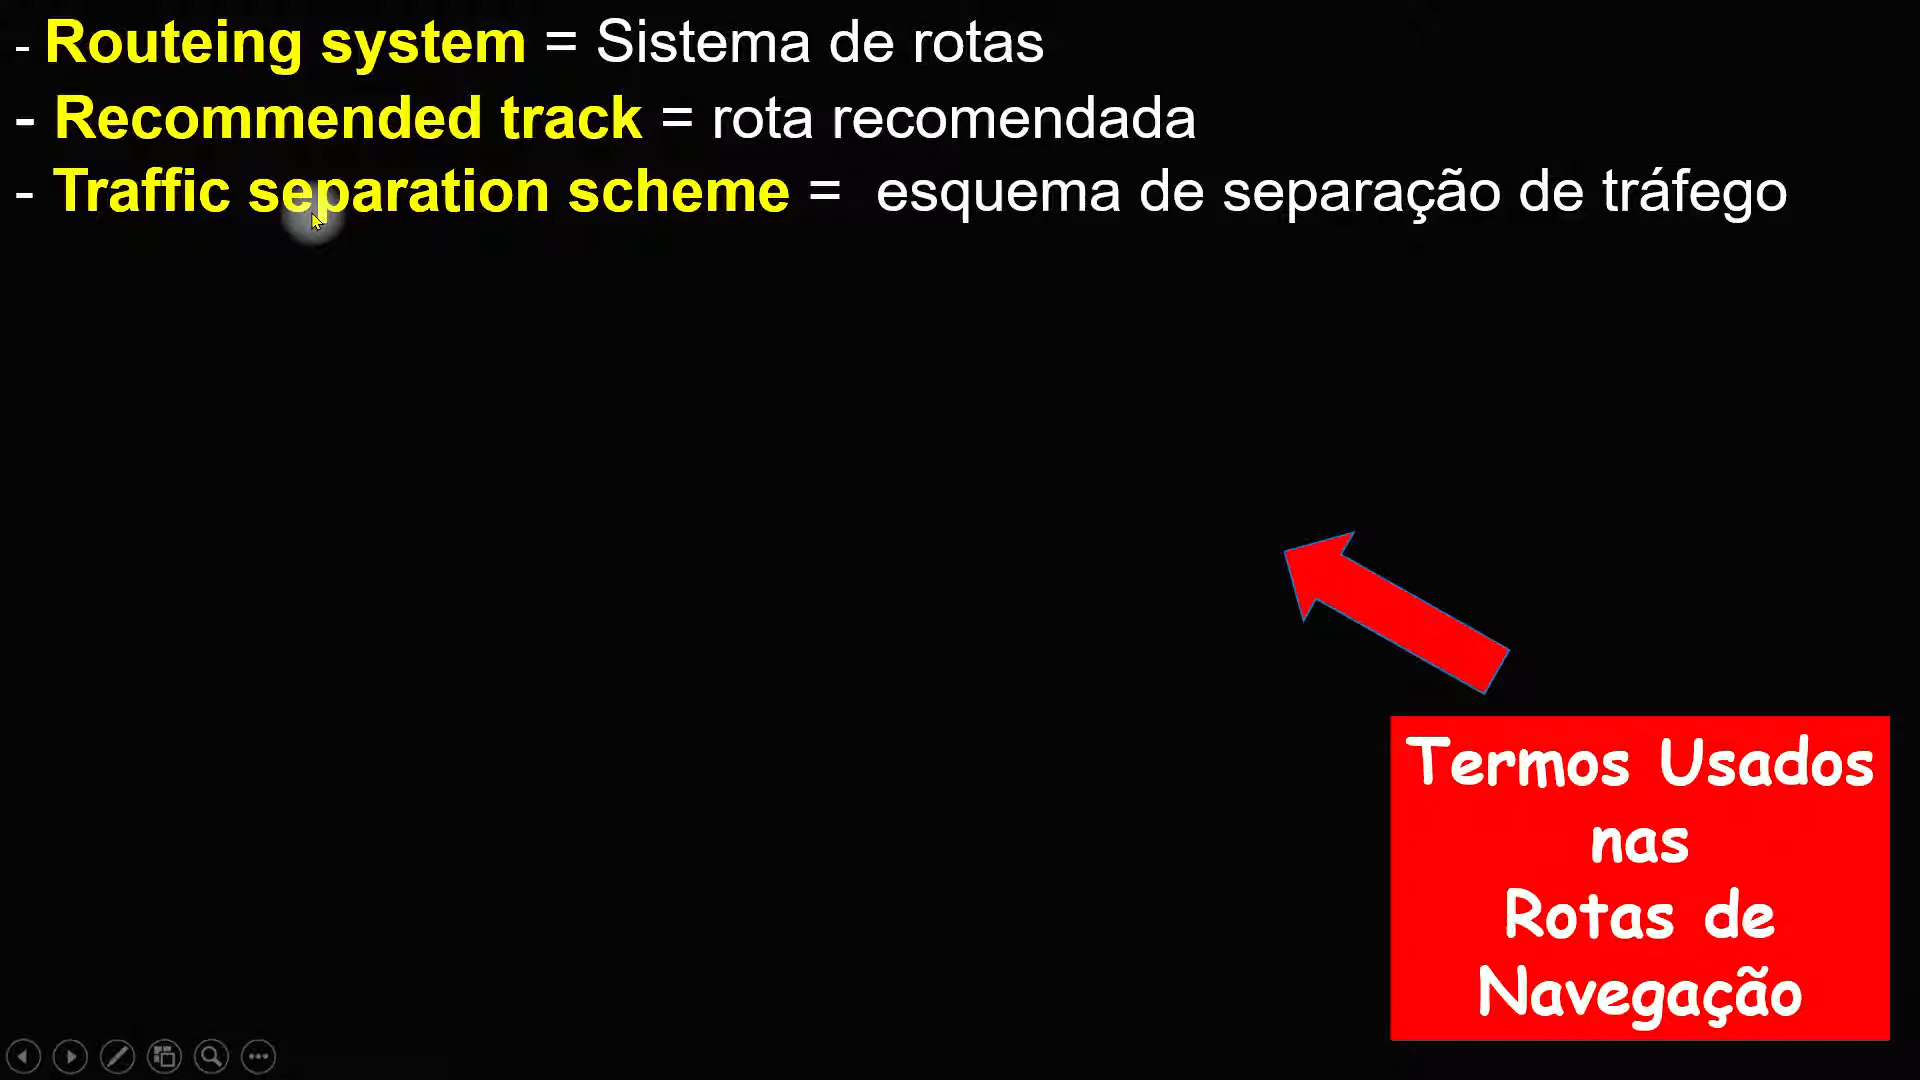 - Routeing system = Sistema de rotas
- Recommended track = rota recomendada
- Traffic separation scheme = esquema de separação de tráfego
Termos Usados
nas
Rotas de
Navegação